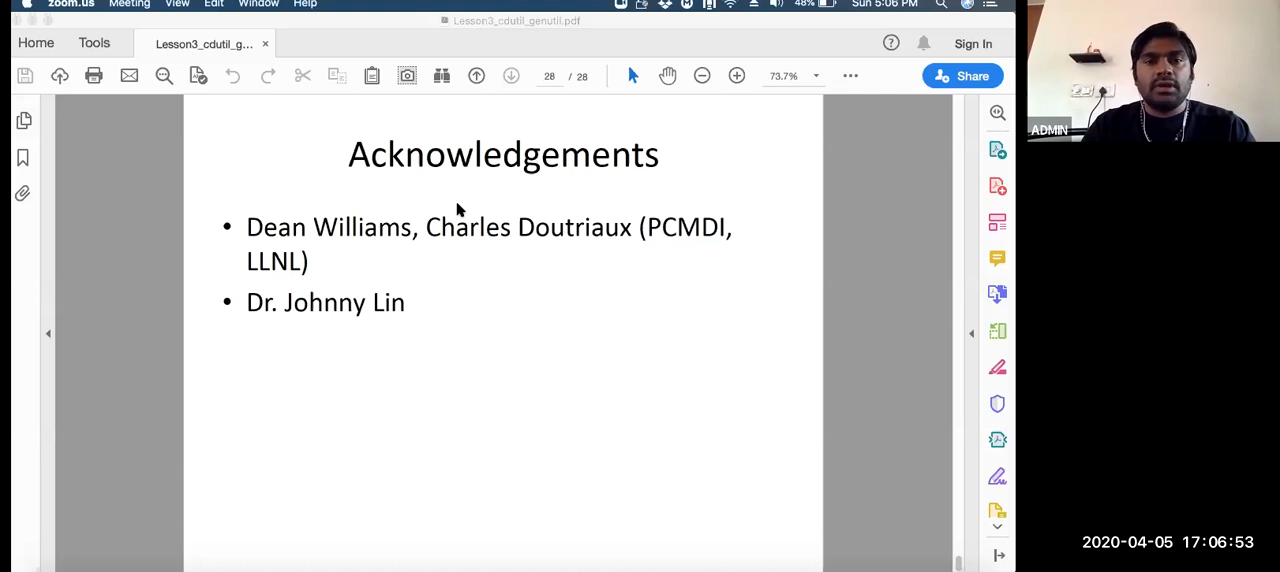 zoom.us Meeting View Edit Window Help 48% Sun 5:06 PM
Lesson3_cdutil_genutil.pdf
Home Tools Lesson3_cdutil_g... × Sign In
28 / 28 73.7% Share
ADMIN
Acknowledgements
• Dean Williams, Charles Doutriaux (PCMDI,
LLNL)
• Dr. Johnny Lin
2020-04-05 17:06:53